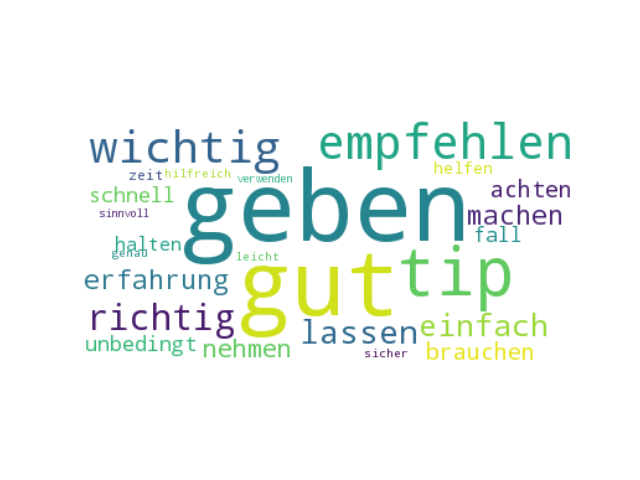 wichtig empfehlen
zeit hilfreich verwenden helfen
schnell geben achten
sinnvoll machen
halten fall
genau leicht
erfahrung gut tip
richtig lassen einfach
unbedingt nehmen sicher brauchen